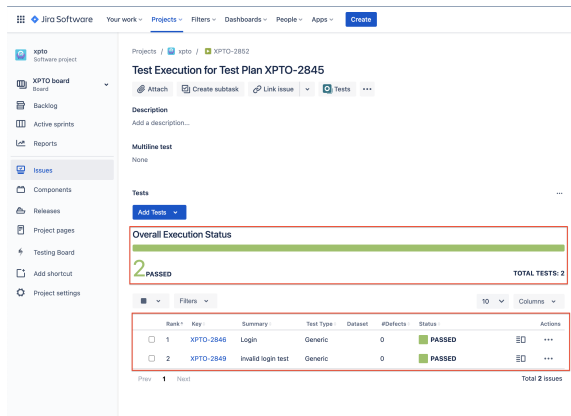 Jira Software Your work Projects Filters Dashboards People Apps Create
xpto
Software project
XPTO board
Board
Backlog
Active sprints
Reports
Issues
Components
Releases
Project pages
Testing Board
Add shortcut
Project settings
Projects / xpto / XPTO-2852
Test Execution for Test Plan XPTO-2845
Attach Create subtask Link issue Tests •••
Description
Add a description...
Multiline test
None
Tests ...
Add Tests
Overall Execution Status
2 PASSED TOTAL TESTS: 2
Filters 10 Columns
Rank Key Summary Test Type Dataset #Defects Status Actions
1 XPTO-2846 Login Generic 0 PASSED •••
2 XPTO-2849 invalid login test Generic 0 PASSED •••
Prev 1 Next Total 2 issues